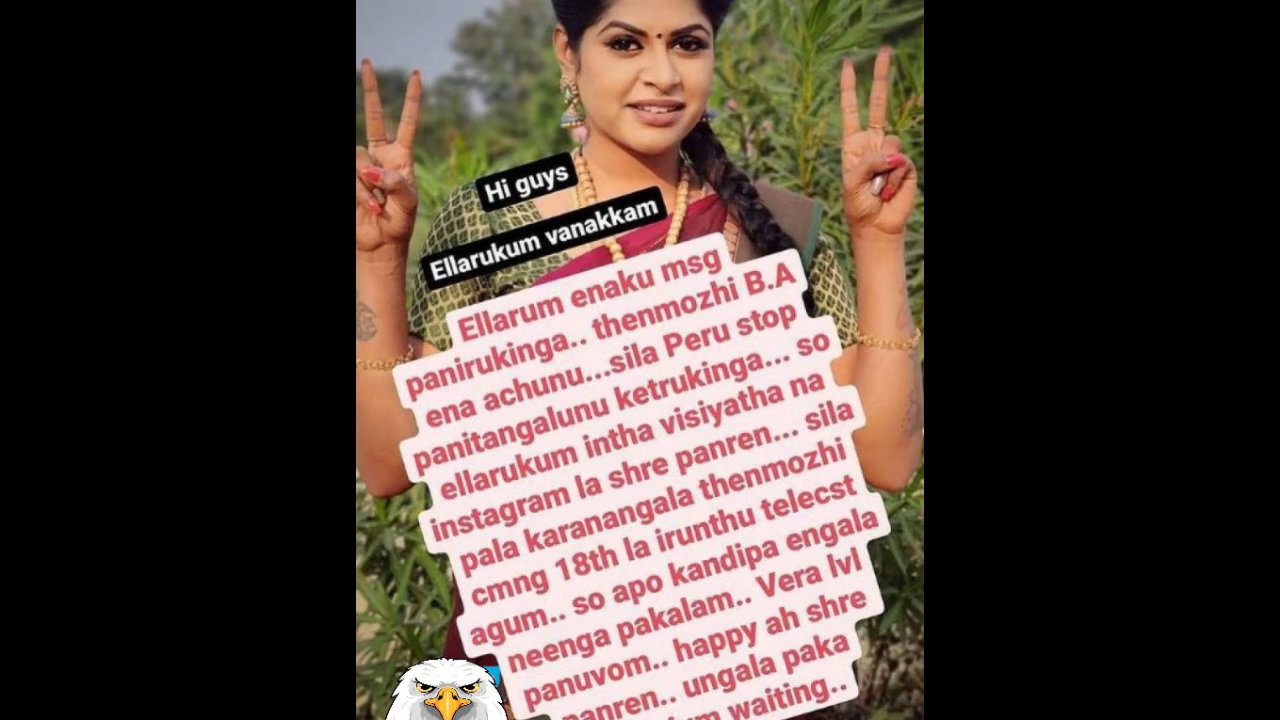 Hi guys
Ellarukum vanakkam
Ellarum enaku msg
panirukinga.. thenmozhi B.A
ena achunu...sila Peru stop
panitangalunu ketrukinga... so
ellarukum intha visiyatha na
instagram la shre panren... sila
pala karanangala thenmozhi
cmng 18th la irunthu telecst
agum.. so apo kandipa engala
neenga pakalam.. Vera lvl
panuvom.. happy ah shre
panren.. ungala paka
waiting..